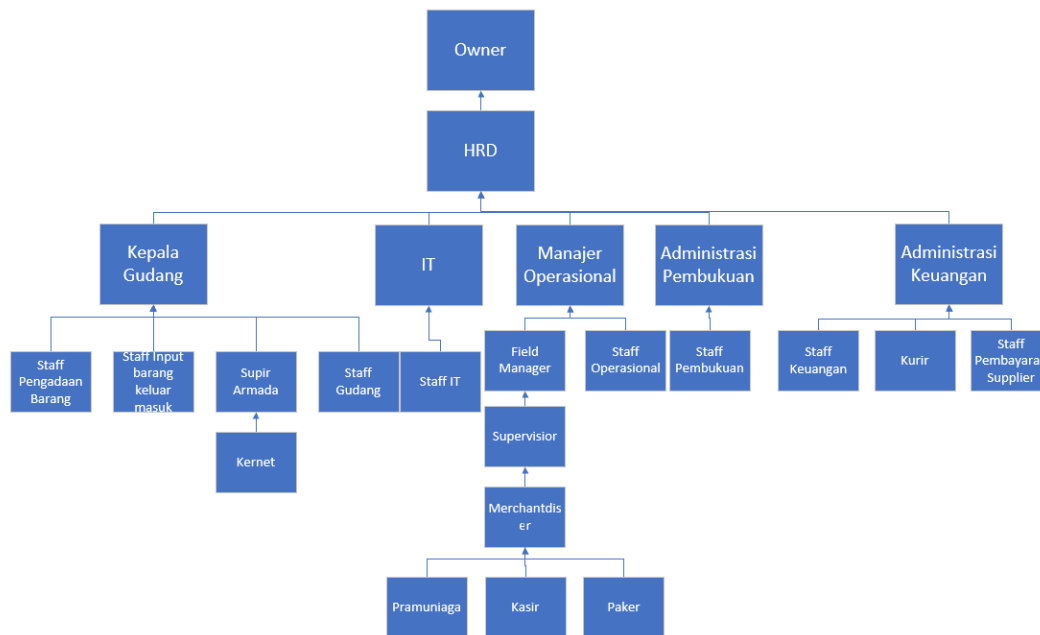 Owner
HRD
Kepala
Gudang
IT
Manajer
Operasional
Administrasi
Pembukuan
Administrasi
Keuangan
Staff
Pengadaan
Barang
Staff Input
barang
keluar
masuk
Supir
Armada
Staff
Gudang
Staff IT
Field
Manager
Staff
Operasional
Staff
Pembukuan
Staff
Keuangan
Kurir
Staff
Pembayara
Supplier
Kernet
Supervisior
Merchantdis
er
Pramuniaga
Kasir
Paker